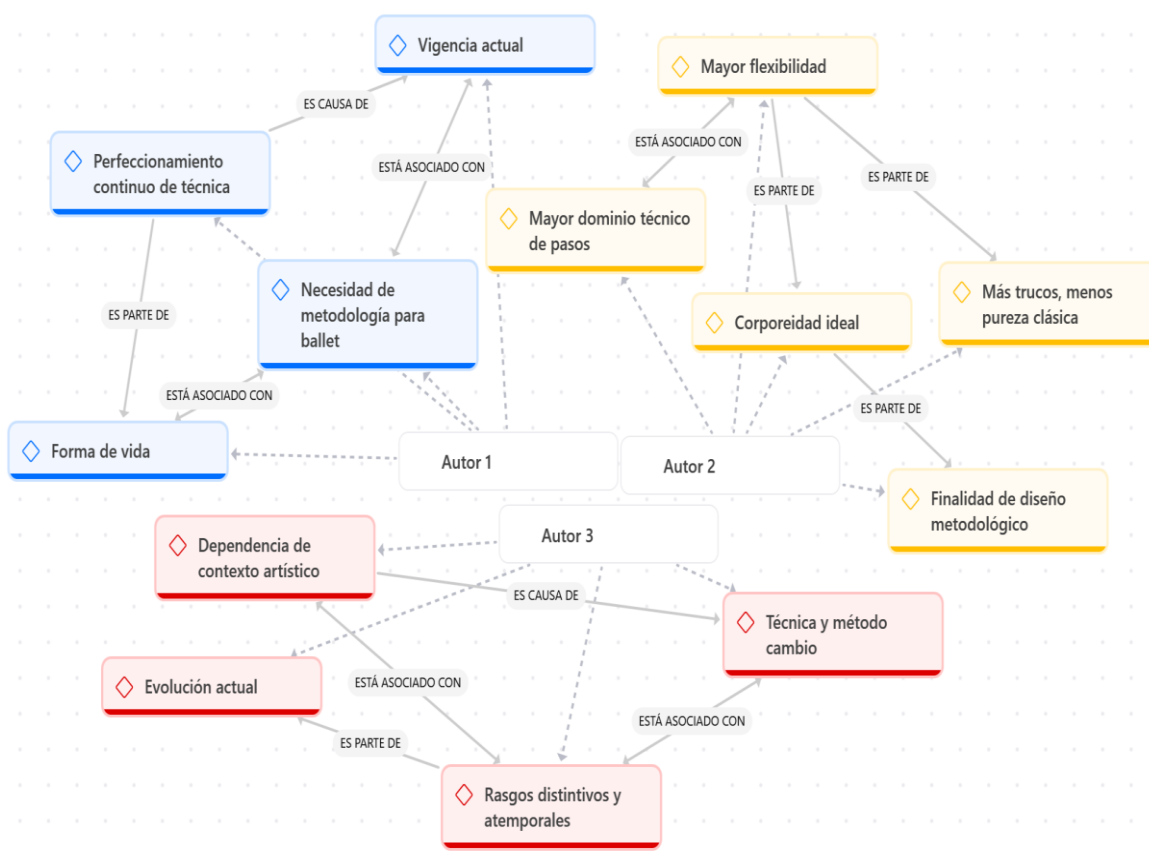 Vigencia actual
Mayor flexibilidad
ES CAUSA DE
ESTÁ ASOCIADO CON
Perfeccionamiento
continuo de técnica
ESTÁ ASOCIADO CON
ES PARTE DE
ES PARTE DE
Mayor dominio técnico
de pasos
Necesidad de
metodología para
ballet
Más trucos, menos
pureza clásica
Corporeidad ideal
ES PARTE DE
ESTÁ ASOCIADO CON
ES PARTE DE
Forma de vida
Autor 1
Autor 2
Finalidad de diseño
metodológico
Autor 3
Dependencia de
contexto artístico
ES CAUSA DE
Técnica y método
cambio
Evolución actual
ESTÁ ASOCIADO CON
ESTÁ ASOCIADO CON
ES PARTE DE
Rasgos distintivos y
atemporales